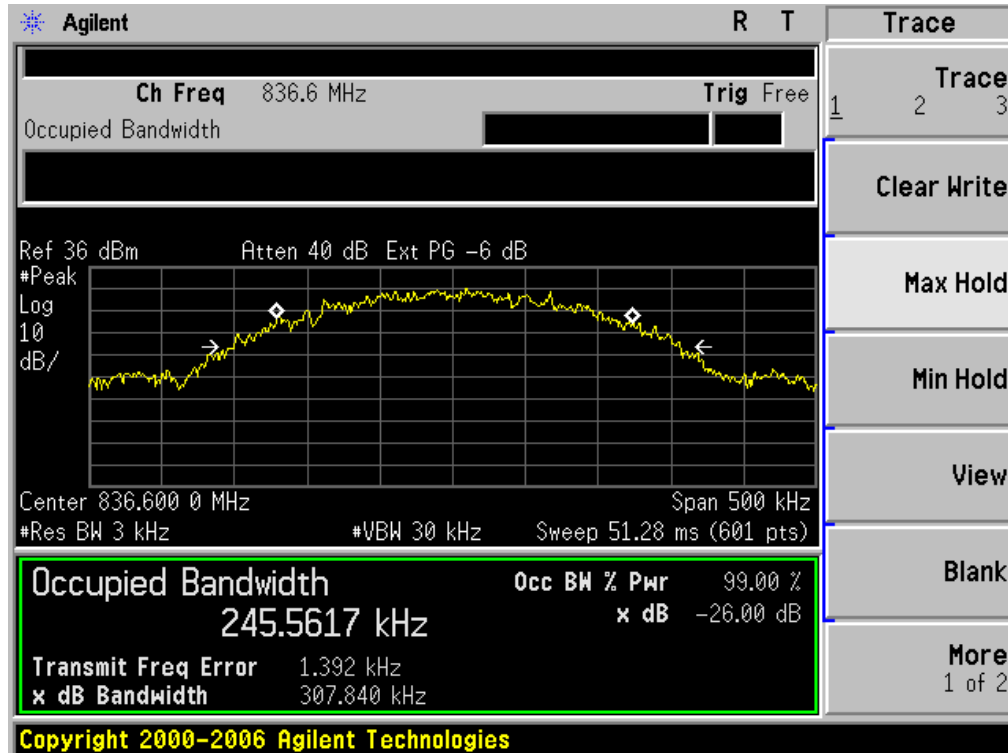 Agilent R T Trace
Ch Freq 836.6 MHz Trig Free
Occupied Bandwidth
Trace
1 2 3
Clear Write
Max Hold
Min Hold
View
Blank
More
1 of 2
Ref 36 dBm Atten 40 dB Ext PG -6 dB
#Peak
Log
10
dB/
Center 836.600 0 MHz Span 500 kHz
#Res BW 3 kHz #VBW 30 kHz Sweep 51.28 ms (601 pts)
Occupied Bandwidth Occ BW % Pwr 99.00 %
245.5617 kHz x dB -26.00 dB
Transmit Freq Error 1.392 kHz
x dB Bandwidth 307.840 kHz
Copyright 2000-2006 Agilent Technologies